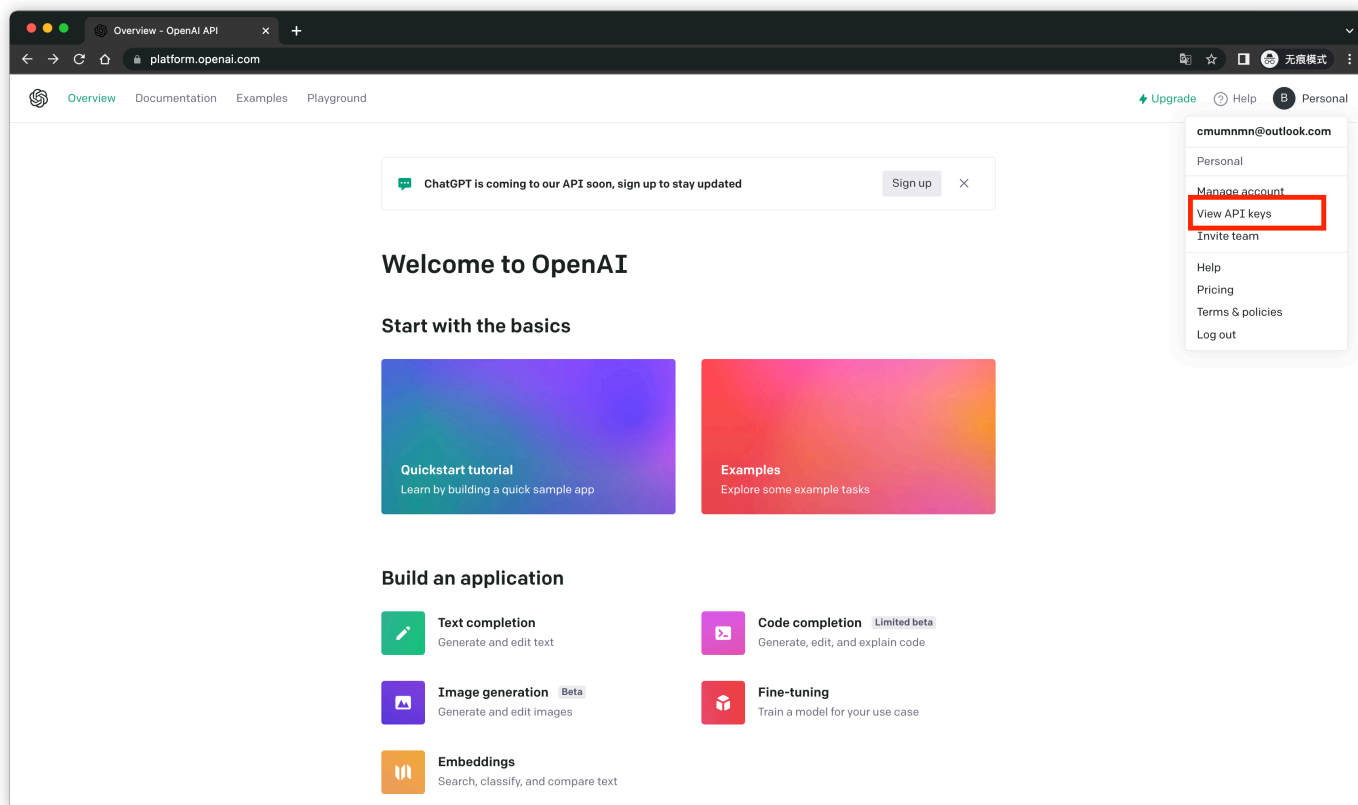 Overview - OpenAI API
platform.openai.com
无痕模式
Overview Documentation Examples Playground
Upgrade Help B Personal
cmumnmn@outlook.com
Personal
Manage account
View API keys
Invite team
Help
Pricing
Terms & policies
Log out
ChatGPT is coming to our API soon, sign up to stay updated Sign up
Welcome to OpenAI
Start with the basics
Quickstart tutorial
Learn by building a quick sample app
Examples
Explore some example tasks
Build an application
Text completion
Generate and edit text
Code completion Limited beta
Generate, edit, and explain code
Image generation Beta
Generate and edit images
Fine-tuning
Train a model for your use case
Embeddings
Search, classify, and compare text